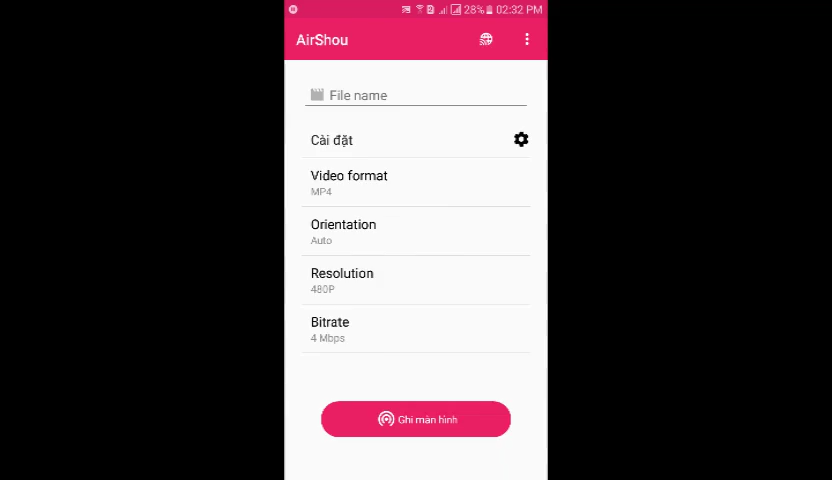 28% 02:32 PM
AirShou
File name
Cài đặt
Video format
MP4
Orientation
Auto
Resolution
480P
Bitrate
4 Mbps
Ghi màn hình